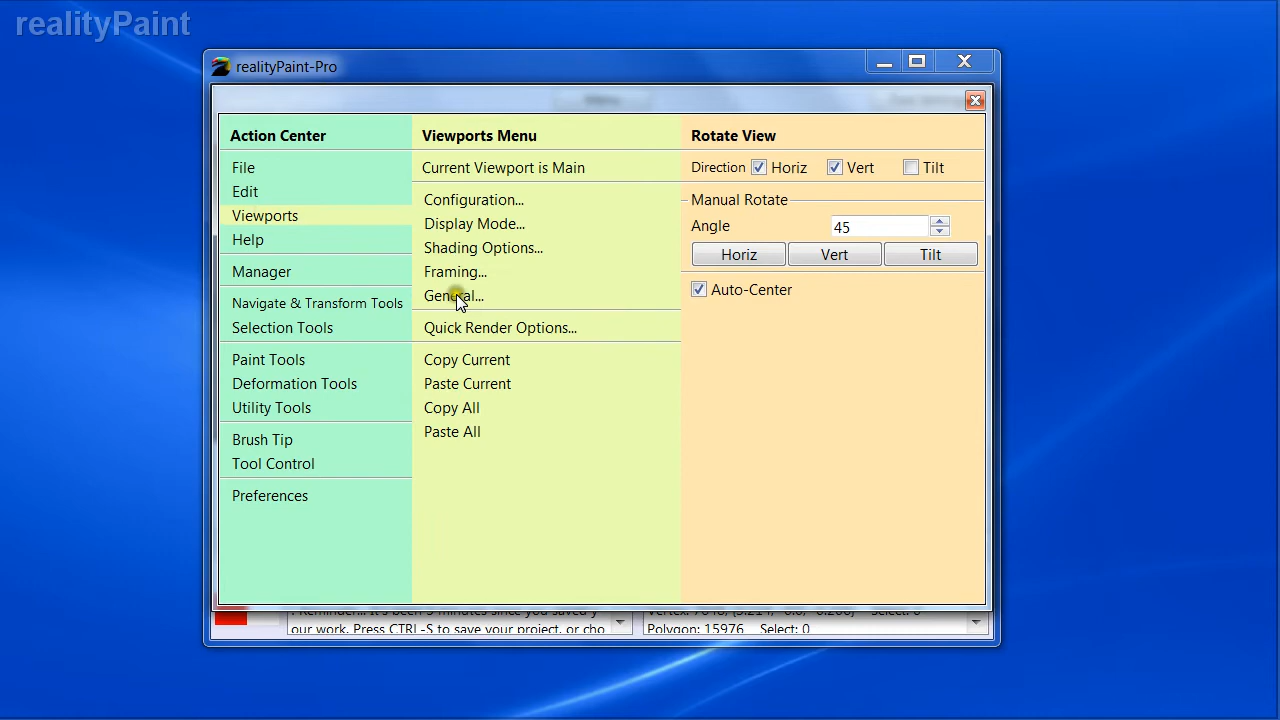 realityPaint
realityPaint-Pro
Action Center
File
Edit
Viewports
Help
Manager
Navigate & Transform Tools
Selection Tools
Paint Tools
Deformation Tools
Utility Tools
Brush Tip
Tool Control
Preferences
Viewports Menu
Current Viewport is Main
Configuration...
Display Mode...
Shading Options...
Framing...
General...
Quick Render Options...
Copy Current
Paste Current
Copy All
Paste All
Rotate View
Direction Horiz Vert Tilt
Manual Rotate
Angle 45
Horiz Vert Tilt
Auto-Center
our work. Press CTRL-S to save your project, or cho
Polygon: 15976 Select: 0